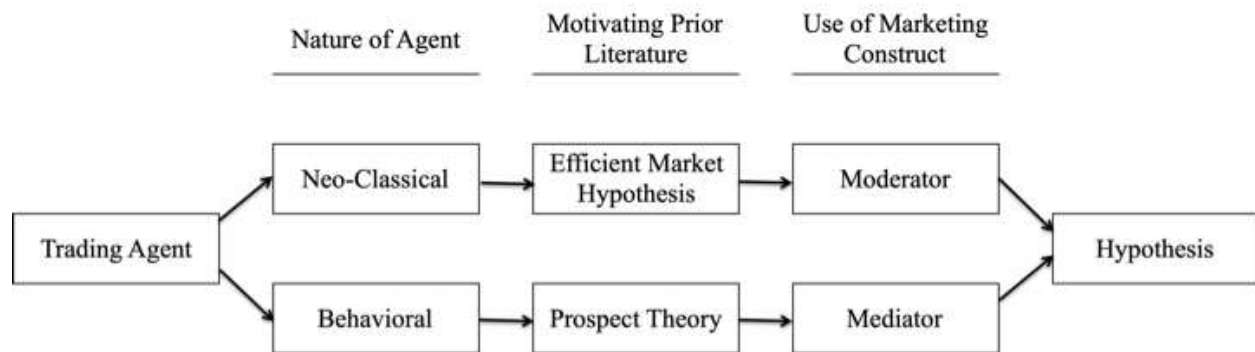 Nature of Agent
Motivating Prior
Literature
Use of Marketing
Construct
Neo-Classical
Efficient Market
Hypothesis
Moderator
Trading Agent
Hypothesis
Behavioral
Prospect Theory
Mediator